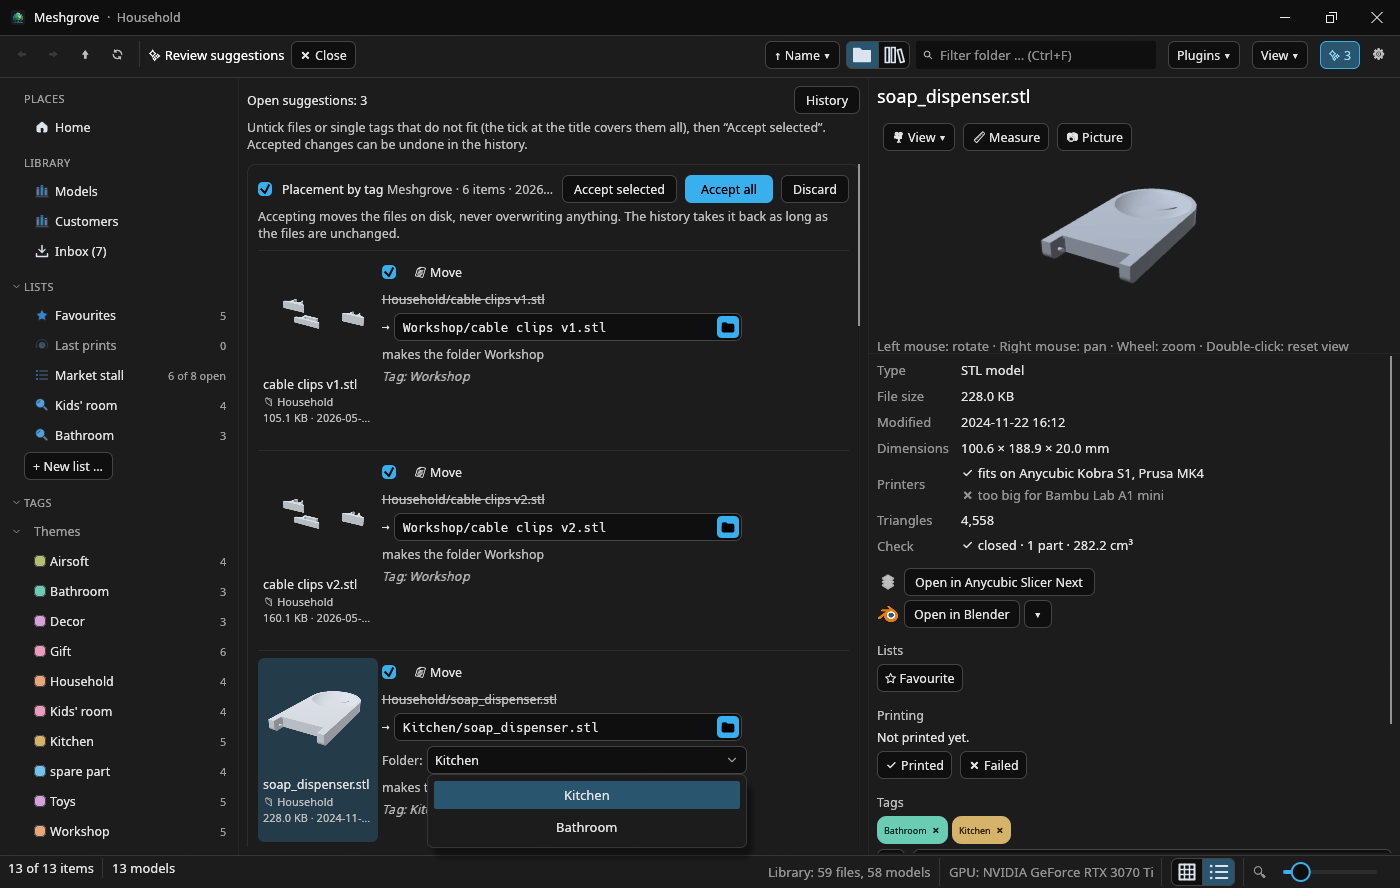 Meshgrove · Household
Review suggestions
× Close
↑ Name ▾
Filter folder ... (Ctrl+F)
Plugins ▾
View ▾
3
PLACES
Home
LIBRARY
Models
Customers
Inbox (7)
LISTS
Favourites 5
Last prints 0
Market stall 6 of 8 open
Kids' room 4
Bathroom 3
+ New list ...
TAGS
Themes
Airsoft 4
Bathroom 3
Decor 3
Gift 6
Household 4
Kids' room 4
Kitchen 5
spare part 4
Toys 5
Workshop 5
Open suggestions: 3
History
Untick files or single tags that do not fit (the tick at the title covers them all), then “Accept selected”.
Accepted changes can be undone in the history.
Placement by tag Meshgrove · 6 items · 2026...
Accept selected
Accept all
Discard
Accepting moves the files on disk, never overwriting anything. The history takes it back as long as
the files are unchanged.
Move
Household/cable clips v1.stl
→ Workshop/cable clips v1.stl
makes the folder Workshop
Tag: Workshop
cable clips v1.stl
Household
105.1 KB · 2026-05-...
Move
Household/cable clips v2.stl
→ Workshop/cable clips v2.stl
makes the folder Workshop
Tag: Workshop
cable clips v2.stl
Household
160.1 KB · 2026-05-...
Move
Household/soap_dispenser.stl
→ Kitchen/soap_dispenser.stl
Folder: Kitchen
makes t
Tag: Kit
Kitchen
Bathroom
soap_dispenser.stl
Household
228.0 KB · 2024-11-...
soap_dispenser.stl
View ▾
Measure
Picture
Left mouse: rotate · Right mouse: pan · Wheel: zoom · Double-click: reset view
Type STL model
File size 228.0 KB
Modified 2024-11-22 16:12
Dimensions 100.6 × 188.9 × 20.0 mm
Printers ✓ fits on Anycubic Kobra S1, Prusa MK4
× too big for Bambu Lab A1 mini
Triangles 4,558
Check ✓ closed · 1 part · 282.2 cm³
Open in Anycubic Slicer Next
Open in Blender ▾
Lists
☆ Favourite
Printing
Not printed yet.
✓ Printed
× Failed
Tags
Bathroom ×
Kitchen ×
13 of 13 items
13 models
Library: 59 files, 58 models
GPU: NVIDIA GeForce RTX 3070 Ti